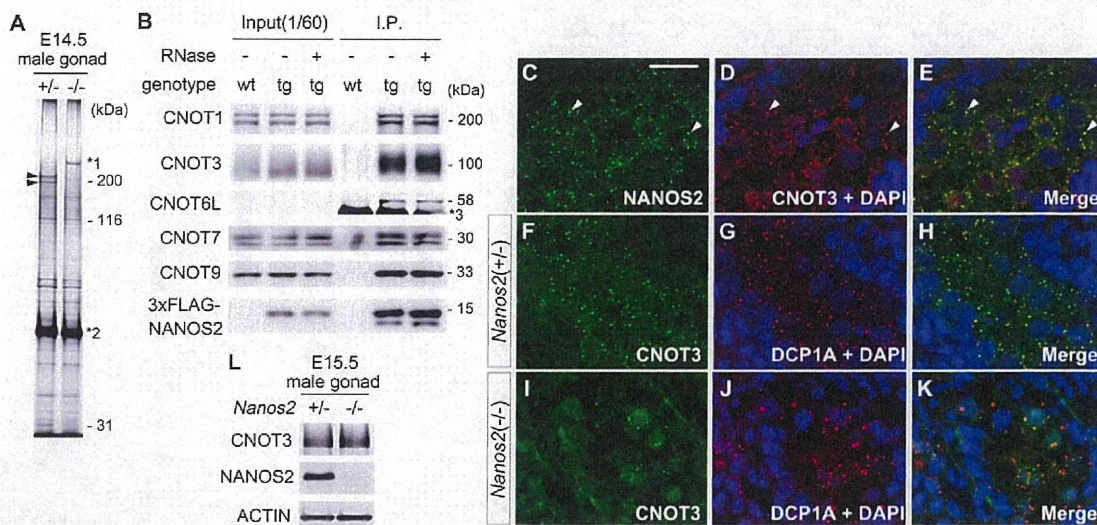 A
E14.5
male gonad
+/- -/-
(kDa)
*1
- 200
- 116
*2
- 31
B
Input(1/60) I.P.
RNase - - + - - +
genotype wt tg tg wt tg tg
CNOT1 - 200
CNOT3 - 100
CNOT6L - 58
*3
CNOT7 - 30
CNOT9 - 33
3xFLAG- - 15
NANOS2
L
E15.5
male gonad
Nanos2 +/- -/-
CNOT3
NANOS2
ACTIN
C D E
NANOS2 CNOT3 + DAPI Merge
Nanos2(+/-)
F G H
CNOT3 DCP1A + DAPI Merge
Nanos2(-/-)
I J K
CNOT3 DCP1A + DAPI Merge